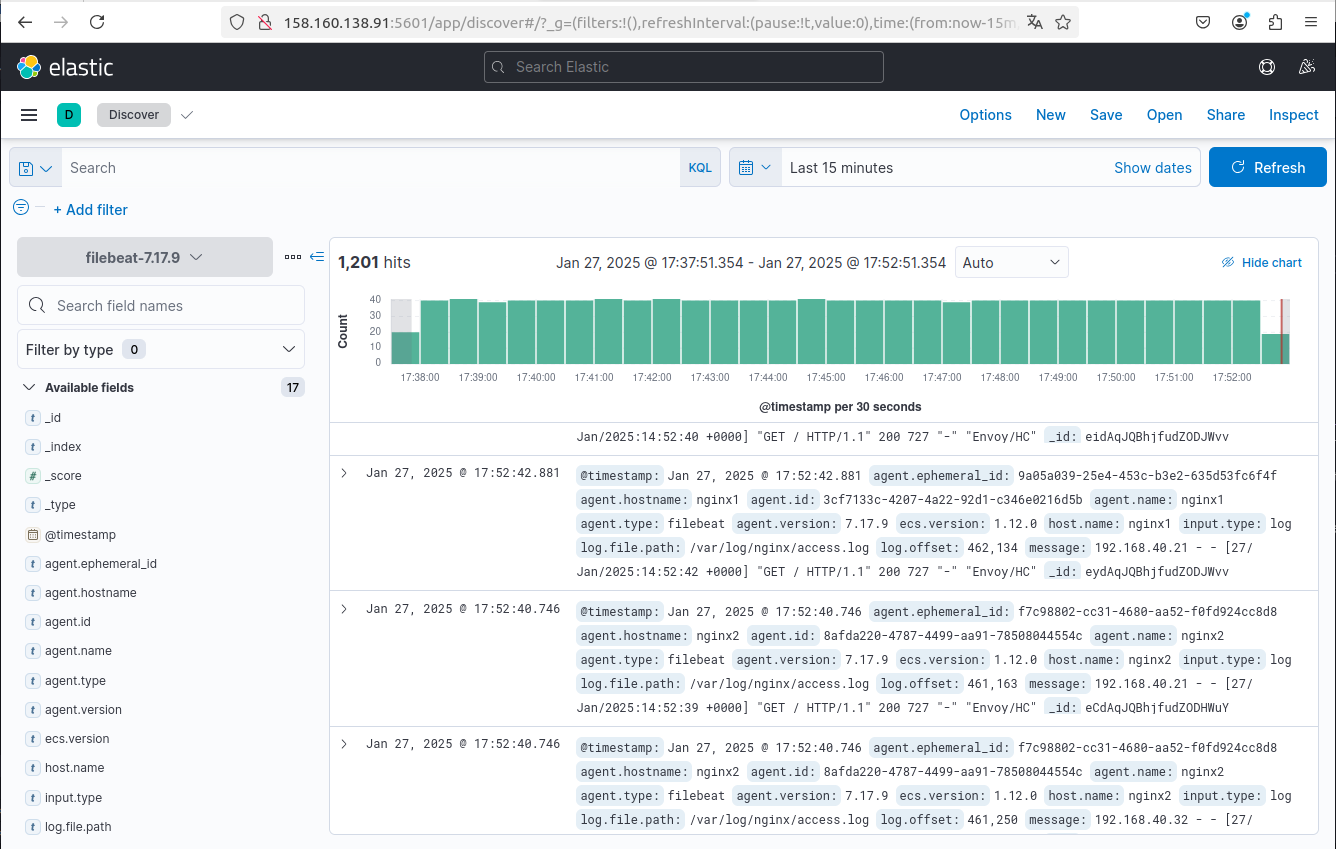 158.160.138.91:5601/app/discover#/?_g=(filters:!(),refreshInterval:(pause:!t,value:0),time:(from:now-15m,
elastic
Search Elastic
D Discover Options New Save Open Share Inspect
Search KQL Last 15 minutes Show dates Refresh
+ Add filter
filebeat-7.17.9
1,201 hits Jan 27, 2025 @ 17:37:51.354 - Jan 27, 2025 @ 17:52:51.354 Auto Hide chart
Search field names
Filter by type 0
Available fields 17
t _id
t _index
# _score
t _type
@timestamp
t agent.ephemeral_id
t agent.hostname
t agent.id
t agent.name
t agent.type
t agent.version
t ecs.version
t host.name
t input.type
t log.file.path
Count
40
30
20
10
0
17:38:00 17:39:00 17:40:00 17:41:00 17:42:00 17:43:00 17:44:00 17:45:00 17:46:00 17:47:00 17:48:00 17:49:00 17:50:00 17:51:00 17:52:00
@timestamp per 30 seconds
Jan/2025:14:52:40 +0000] "GET / HTTP/1.1" 200 727 "-" "Envoy/HC" _id: eidAqJQBhjfudZODJWvv
Jan 27, 2025 @ 17:52:42.881 @timestamp: Jan 27, 2025 @ 17:52:42.881 agent.ephemeral_id: 9a05a039-25e4-453c-b3e2-635d53fc6f4f
agent.hostname: nginx1 agent.id: 3cf7133c-4207-4a22-92d1-c346e0216d5b agent.name: nginx1
agent.type: filebeat agent.version: 7.17.9 ecs.version: 1.12.0 host.name: nginx1 input.type: log
log.file.path: /var/log/nginx/access.log log.offset: 462,134 message: 192.168.40.21 - - [27/
Jan/2025:14:52:42 +0000] "GET / HTTP/1.1" 200 727 "-" "Envoy/HC" _id: eydAqJQBhjfudZODJWvv
Jan 27, 2025 @ 17:52:40.746 @timestamp: Jan 27, 2025 @ 17:52:40.746 agent.ephemeral_id: f7c98802-cc31-4680-aa52-f0fd924cc8d8
agent.hostname: nginx2 agent.id: 8afda220-4787-4499-aa91-78508044554c agent.name: nginx2
agent.type: filebeat agent.version: 7.17.9 ecs.version: 1.12.0 host.name: nginx2 input.type: log
log.file.path: /var/log/nginx/access.log log.offset: 461,163 message: 192.168.40.21 - - [27/
Jan/2025:14:52:39 +0000] "GET / HTTP/1.1" 200 727 "-" "Envoy/HC" _id: eCdAqJQBhjfudZODHWuY
Jan 27, 2025 @ 17:52:40.746 @timestamp: Jan 27, 2025 @ 17:52:40.746 agent.ephemeral_id: f7c98802-cc31-4680-aa52-f0fd924cc8d8
agent.hostname: nginx2 agent.id: 8afda220-4787-4499-aa91-78508044554c agent.name: nginx2
agent.type: filebeat agent.version: 7.17.9 ecs.version: 1.12.0 host.name: nginx2 input.type: log
log.file.path: /var/log/nginx/access.log log.offset: 461,250 message: 192.168.40.32 - - [27/